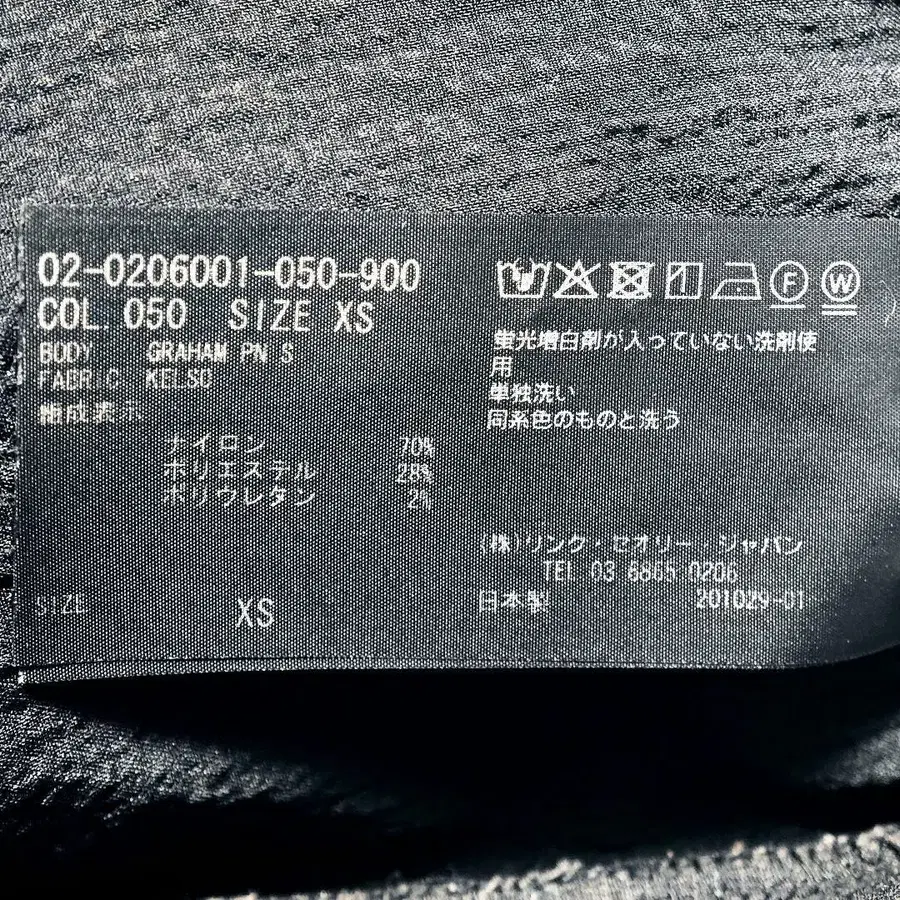 02-0206001-050-900
COL. 050 SIZE XS
BODY GRAHAM PN S
FABRIC KELSO
組成表示
ナイロン 70%
ポリエステル 28%
ポリウレタン 2%
SIZE XS
F W
蛍光増白剤が入っていない洗剤使
用
単独洗い
同系色のものと洗う
(株)リンク・セオリー・ジャパン
TEL 03 6865 0206
日本製 201029-01